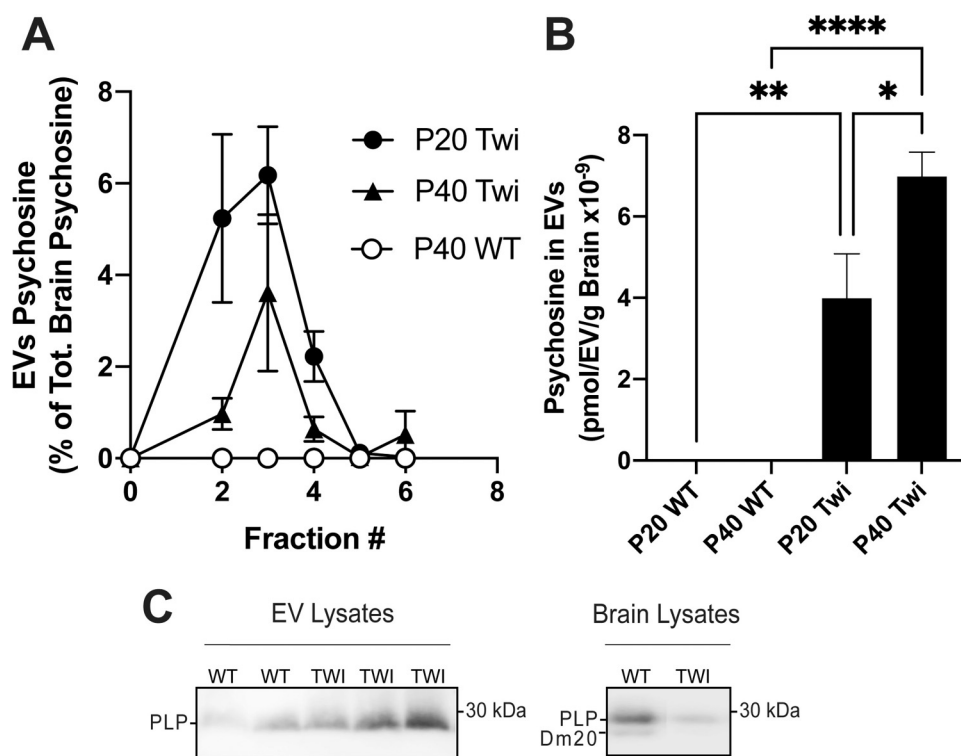 A
EVs Psychosine
(% of Tot. Brain Psychosine)
8
6
4
2
0
0 2 4 6 8
Fraction #
P20 Twi
P40 Twi
P40 WT
B
****
** *
Psychosine in EVs
(pmol/EV/g Brain x10⁻⁹)
8
6
4
2
0
P20 WT
P40 WT
P20 Twi
P40 Twi
C
EV Lysates
WT WT TWI TWI TWI
PLP
30 kDa
Brain Lysates
WT TWI
PLP
Dm20
30 kDa